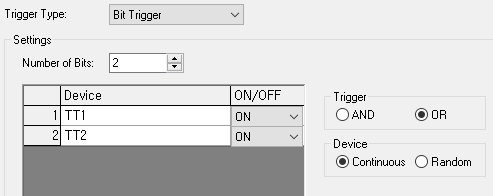 Trigger Type: Bit Trigger
Settings
Number of Bits: 2
Device ON/OFF
1 TT1 ON
2 TT2 ON
Trigger
AND OR
Device
Continuous Random